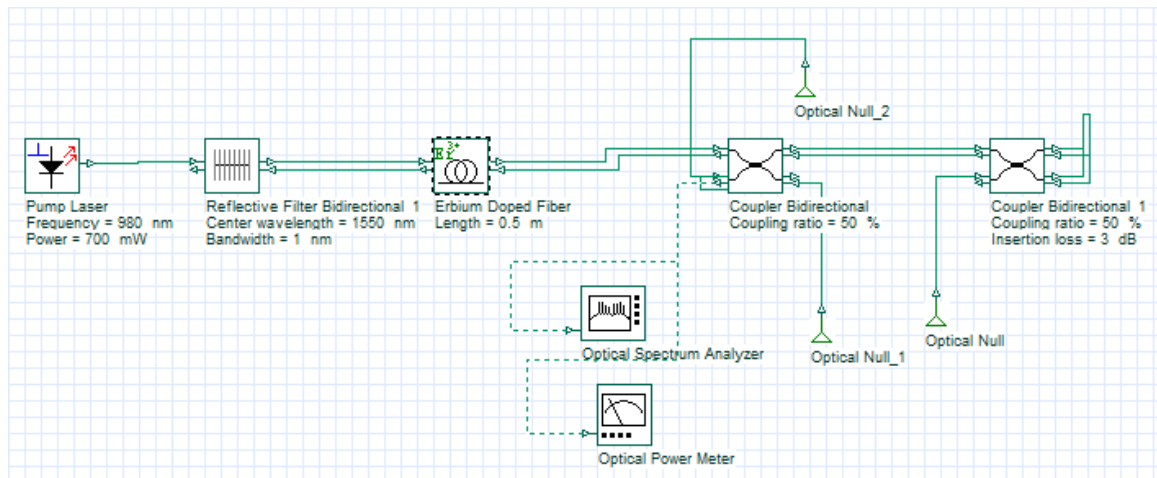 Optical Null_2
Er3+
Pump Laser
Frequency = 980 nm
Power = 700 mW
Reflective Filter Bidirectional 1
Center wavelength = 1550 nm
Bandwidth = 1 nm
Erbium Doped Fiber
Length = 0.5 m
Coupler Bidirectional
Coupling ratio = 50 %
Coupler Bidirectional 1
Coupling ratio = 50 %
Insertion loss = 3 dB
Optical Spectrum Analyzer
Optical Null_1
Optical Null
Optical Power Meter